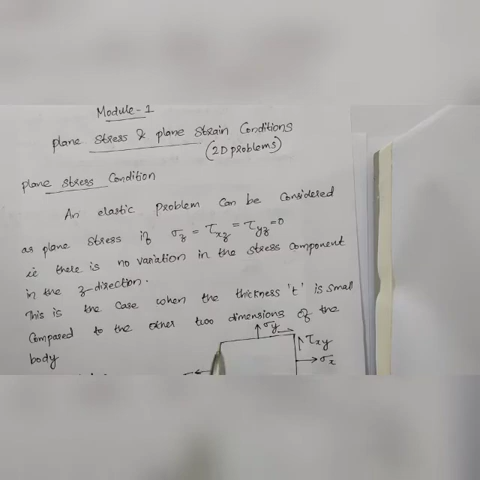 Module-1
plane stress & plane strain Conditions
(2D problems)
plane stress Condition
An elastic problem can be considered
as plane stress if σz = τxz = τyz = 0
ie there is no variation in the stress component
in the z-direction.
This is the case when the thickness 't' is small
compared to the other two dimensions of the
body
σy
τxy
σx